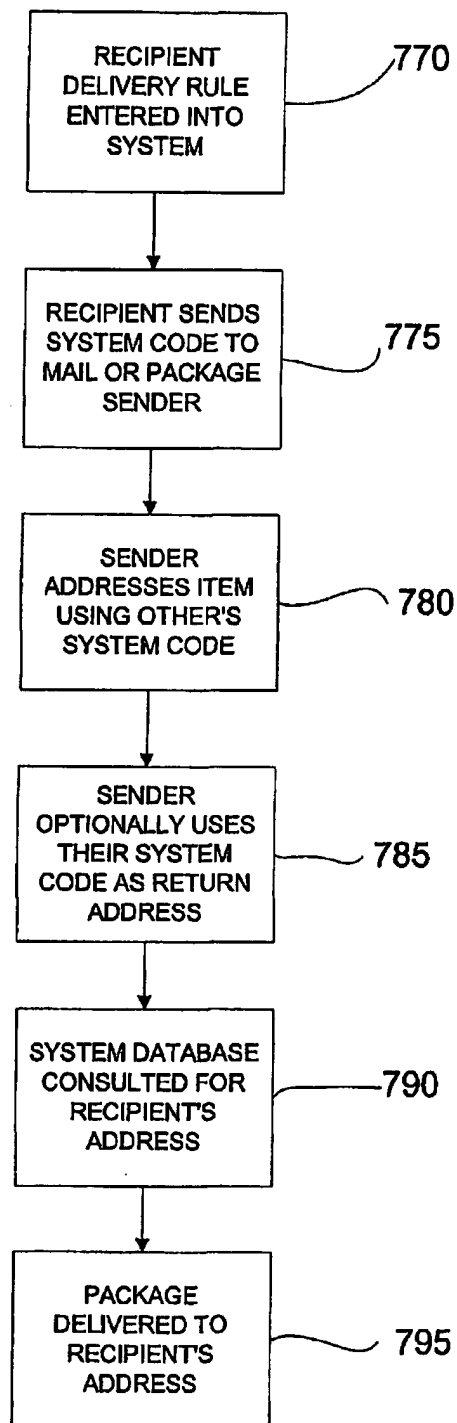 RECIPIENT
DELIVERY RULE
ENTERED INTO
SYSTEM
770
RECIPIENT SENDS
SYSTEM CODE TO
MAIL OR PACKAGE
SENDER
775
SENDER
ADDRESSES ITEM
USING OTHER'S
SYSTEM CODE
780
SENDER
OPTIONALLY USES
THEIR SYSTEM
CODE AS RETURN
ADDRESS
785
SYSTEM DATABASE
CONSULTED FOR
RECIPIENT'S
ADDRESS
790
PACKAGE
DELIVERED TO
RECIPIENT'S
ADDRESS
795